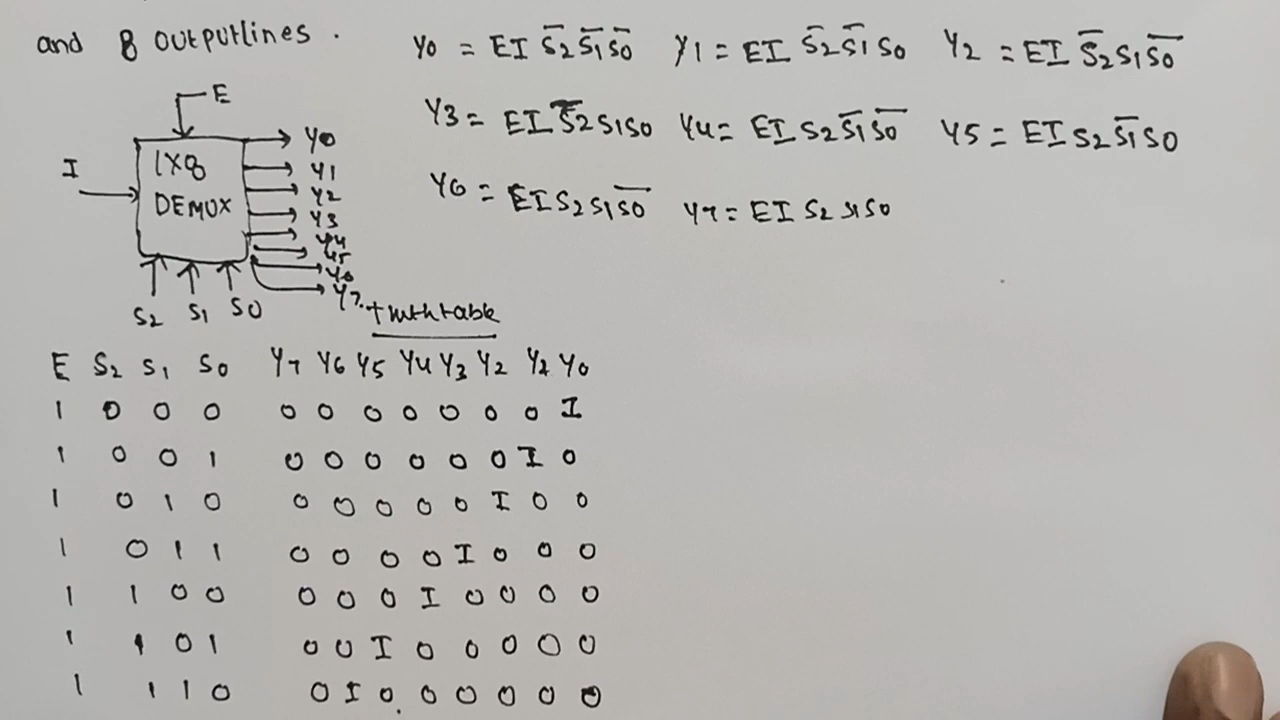 and 8 outputlines.
Y0 = EI S̅2 S̅1 S̅0 Y1 = EI S̅2 S̅1 S0 Y2 = EI S̅2 S1 S̅0
Y3 = EI S̅2 S1 S0 Y4 = EI S2 S̅1 S̅0 Y5 = EI S2 S̅1 S0
Y6 = EI S2 S1 S̅0 Y7 = EI S2 S1 S0
E
I
1X8
DEMUX
Y0
Y1
Y2
Y3
Y4
Y5
Y6
Y7
S2 S1 S0
truthtable
E S2 S1 S0 Y7 Y6 Y5 Y4 Y3 Y2 Y1 Y0
1 0 0 0 0 0 0 0 0 0 0 I
1 0 0 1 0 0 0 0 0 0 I 0
1 0 1 0 0 0 0 0 0 I 0 0
1 0 1 1 0 0 0 0 I 0 0 0
1 1 0 0 0 0 0 I 0 0 0 0
1 1 0 1 0 0 I 0 0 0 0 0
1 1 1 0 0 I 0 0 0 0 0 0